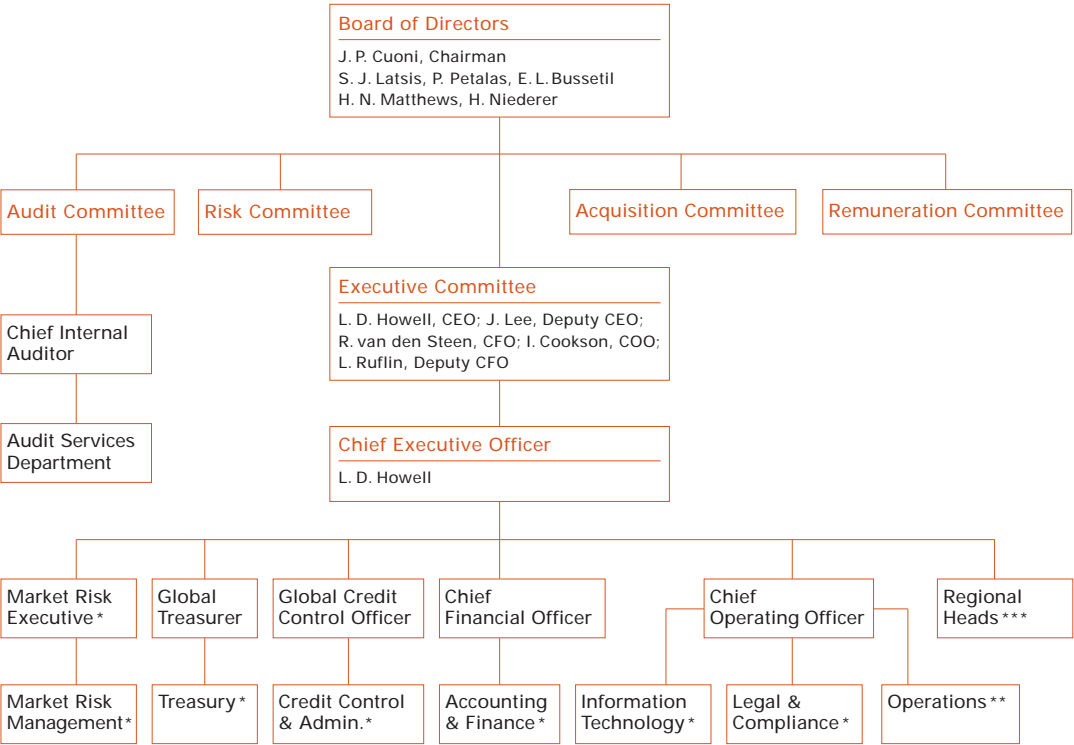 Board of Directors
J. P. Cuoni, Chairman
S. J. Latsis, P. Petalas, E. L. Bussetil
H. N. Matthews, H. Niederer
Audit Committee
Risk Committee
Acquisition Committee
Remuneration Committee
Executive Committee
L. D. Howell, CEO; J. Lee, Deputy CEO;
R. van den Steen, CFO; I. Cookson, COO;
L. Ruflin, Deputy CFO
Chief Internal
Auditor
Audit Services
Department
Chief Executive Officer
L. D. Howell
Market Risk
Executive *
Global
Treasurer
Global Credit
Control Officer
Chief
Financial Officer
Chief
Operating Officer
Regional
Heads ***
Market Risk
Management *
Treasury *
Credit Control
& Admin. *
Accounting
& Finance *
Information
Technology *
Legal &
Compliance *
Operations **